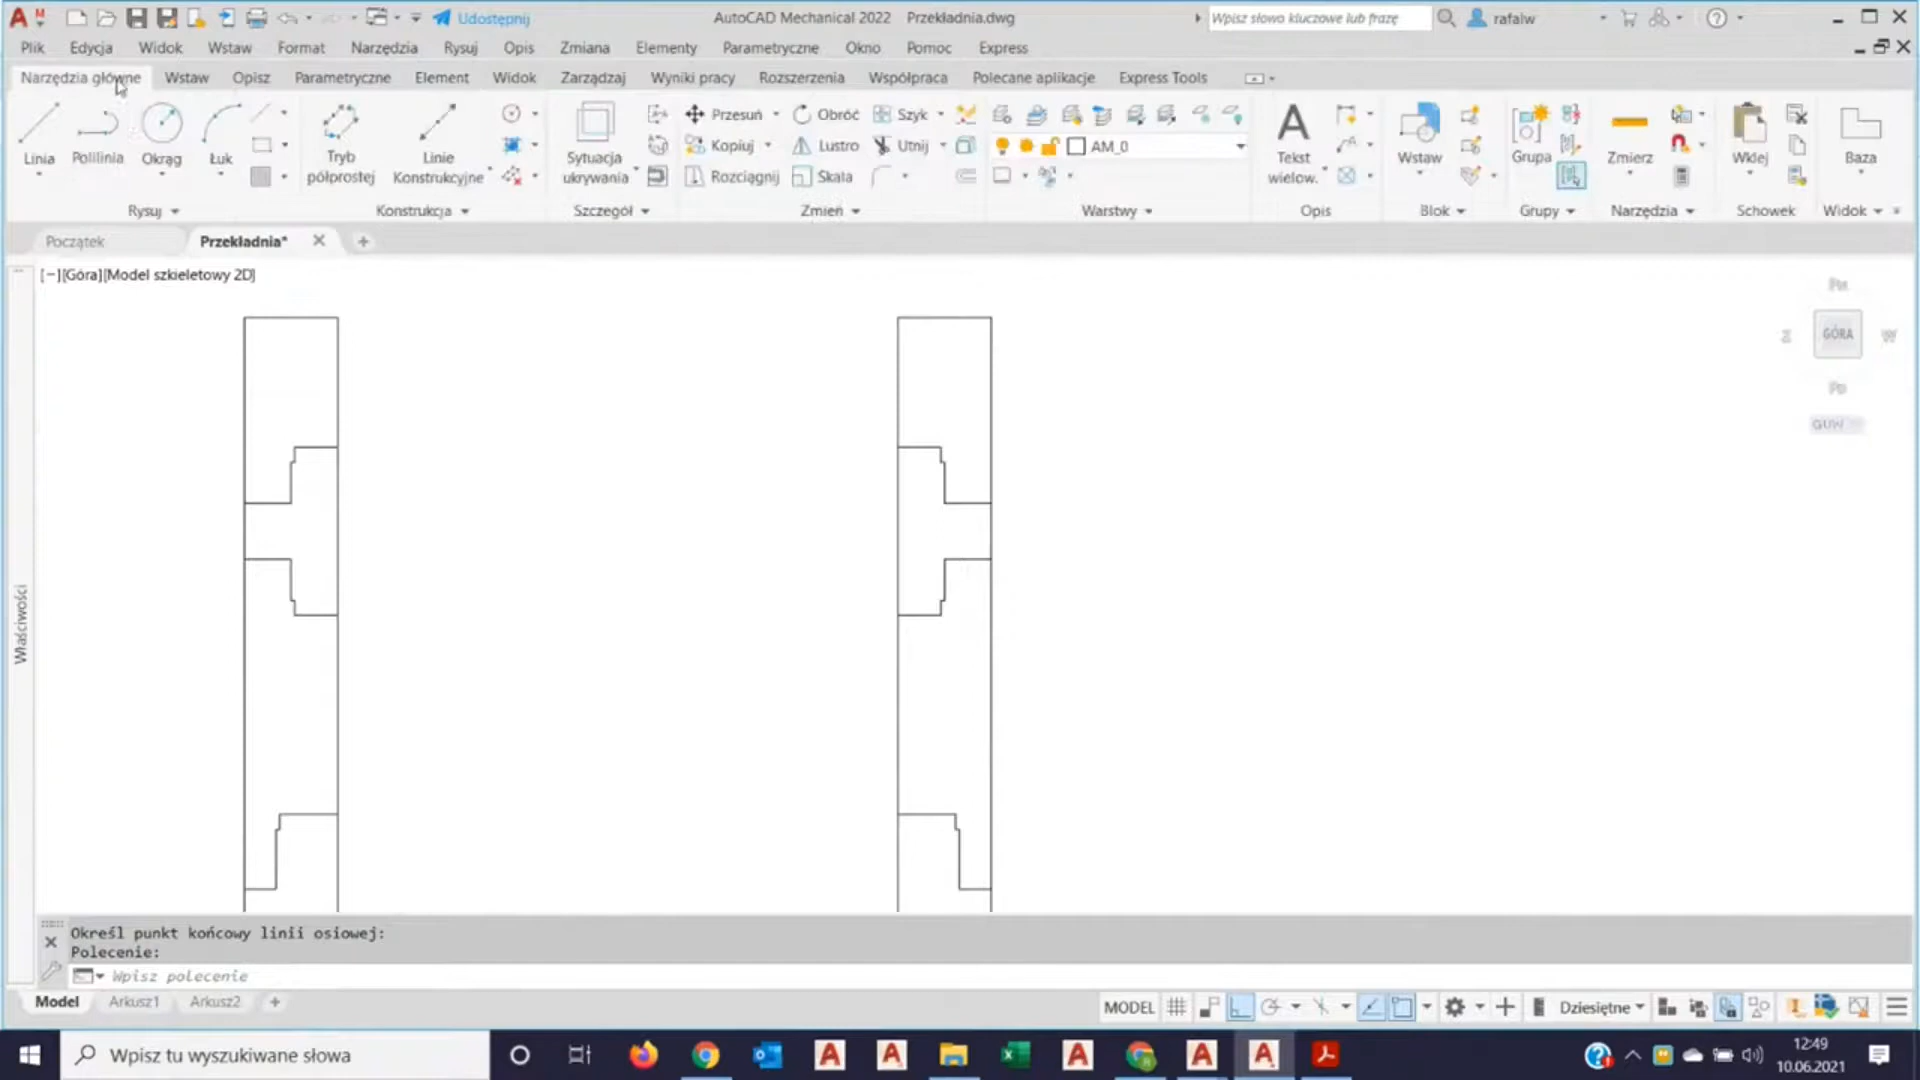 Udostępnij AutoCAD Mechanical 2022 Przekładnia.dwg Wpisz słowo kluczowe lub frazę rafalw
Plik Edycja Widok Wstaw Format Narzędzia Rysuj Opis Zmiana Elementy Parametryczne Okno Pomoc Express
Narzędzia główne Wstaw Opisz Parametryczne Element Widok Zarządzaj Wyniki pracy Rozszerzenia Współpraca Polecane aplikacje Express Tools
Linia Polilinia Okrąg Łuk
Tryb półprostej
Linie Konstrukcyjne
Sytuacja ukrywania
Przesuń Obróć Szyk
Kopiuj Lustro Utnij
Rozciągnij Skala
AM_0
Tekst wielow.
Wstaw
Grupa
Zmierz
Wklej
Baza
Rysuj Konstrukcja Szczegół Zmień Warstwy Opis Blok Grupy Narzędzia Schowek Widok
Początek Przekładnia*
[−][Góra][Model szkieletowy 2D]
GÓRA
Z
W
Pd
GUW
Właściwości
Określ punkt końcowy linii osiowej:
Polecenie:
Wpisz polecenie
Model Arkusz1 Arkusz2 +
MODEL Dziesiętne
Wpisz tu wyszukiwane słowa
12:49
10.06.2021